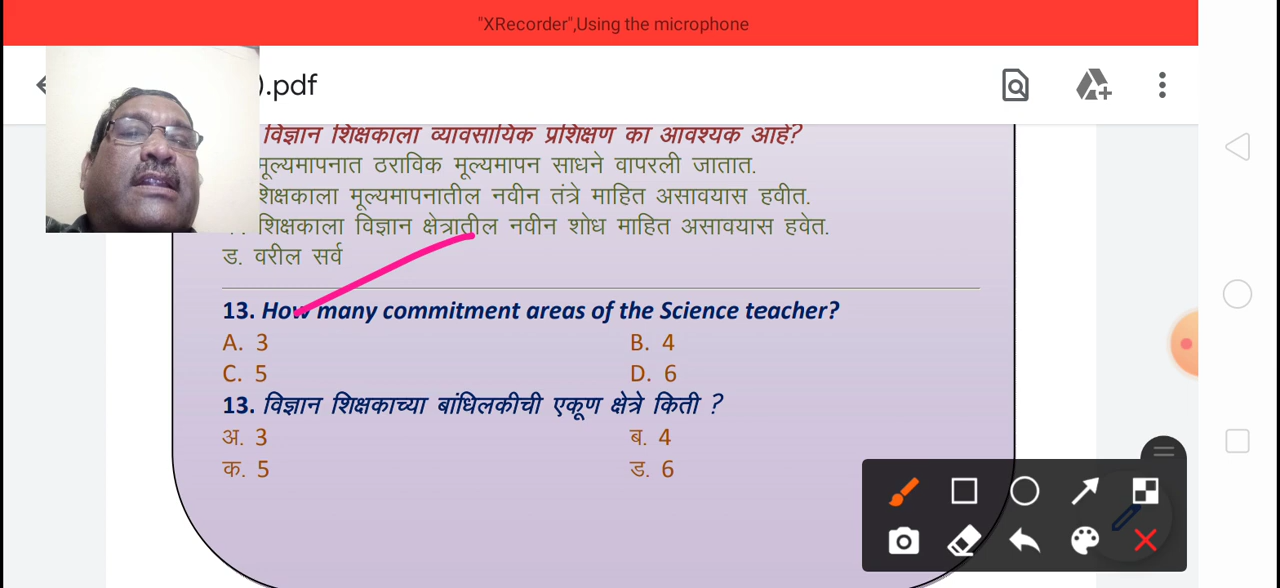 "XRecorder",Using the microphone
).pdf
विज्ञान शिक्षकाला व्यावसायिक प्रशिक्षण का आवश्यक आहे?
मूल्यमापनात ठराविक मूल्यमापन साधने वापरली जातात.
शिक्षकाला मूल्यमापनातील नवीन तंत्रे माहित असावयास हवीत.
शिक्षकाला विज्ञान क्षेत्रातील नवीन शोध माहित असावयास हवेत.
ड. वरील सर्व
13. How many commitment areas of the Science teacher?
A. 3 B. 4
C. 5 D. 6
13. विज्ञान शिक्षकाच्या बांधिलकीची एकूण क्षेत्रे किती ?
अ. 3 ब. 4
क. 5 ड. 6